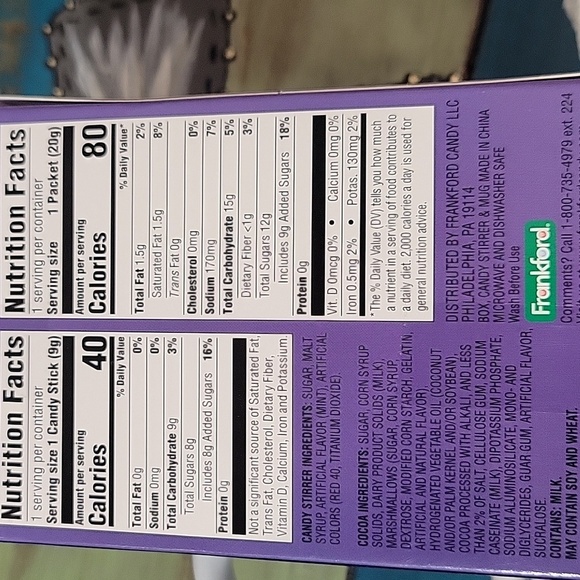 Nutrition Facts
1 serving per container
Serving size 1 Candy Stick (9g)
Amount per serving
Calories 40
% Daily Value
Total Fat 0g 0%
Sodium 0mg 0%
Total Carbohydrate 9g 3%
Total Sugars 8g
Includes 8g Added Sugars 16%
Protein 0g
Not a significant source of Saturated Fat,
Trans Fat, Cholesterol, Dietary Fiber,
Vitamin D, Calcium, Iron and Potassium.
CANDY STIRRER INGREDIENTS: SUGAR, MALT
SYRUP, ARTIFICIAL FLAVOR (MINT), ARTIFICIAL
COLORS (RED 40, TITANIUM DIOXIDE).
COCOA INGREDIENTS: SUGAR, CORN SYRUP
SOLIDS, DAIRY PRODUCT SOLIDS (MILK),
MARSHMALLOWS (SUGAR, CORN SYRUP,
DEXTROSE, MODIFIED CORN STARCH, GELATIN,
ARTIFICIAL AND NATURAL FLAVOR),
HYDROGENATED VEGETABLE OIL (COCONUT
AND/OR PALM KERNEL AND/OR SOYBEAN),
COCOA PROCESSED WITH ALKALI, AND LESS
THAN 2% OF SALT, CELLULOSE GUM, SODIUM
CASEINATE (MILK), DIPOTASSIUM PHOSPHATE,
SODIUM ALUMINOSILICATE, MONO- AND
DIGLYCERIDES, GUAR GUM, ARTIFICIAL FLAVOR,
SUCRALOSE.
CONTAINS: MILK.
MAY CONTAIN SOY AND WHEAT.
Nutrition Facts
1 serving per container
Serving size 1 Packet (20g)
Amount per serving
Calories 80
% Daily Value*
Total Fat 1.5g 2%
Saturated Fat 1.5g 8%
Trans Fat 0g
Cholesterol 0mg 0%
Sodium 170mg 7%
Total Carbohydrate 15g 5%
Dietary Fiber <1g 3%
Total Sugars 12g
Includes 9g Added Sugars 18%
Protein 0g
Vit. D 0mcg 0% • Calcium 0mg 0%
Iron 0.5mg 2% • Potas. 130mg 2%
* The % Daily Value (DV) tells you how much
a nutrient in a serving of food contributes to
a daily diet. 2,000 calories a day is used for
general nutrition advice.
DISTRIBUTED BY FRANKFORD CANDY LLC
PHILADELPHIA, PA 19114
BOX, CANDY STIRRER & MUG MADE IN CHINA
MICROWAVE AND DISHWASHER SAFE
Wash Before Use
Frankford
Comments? Call 1-800-735-4979 ext. 224